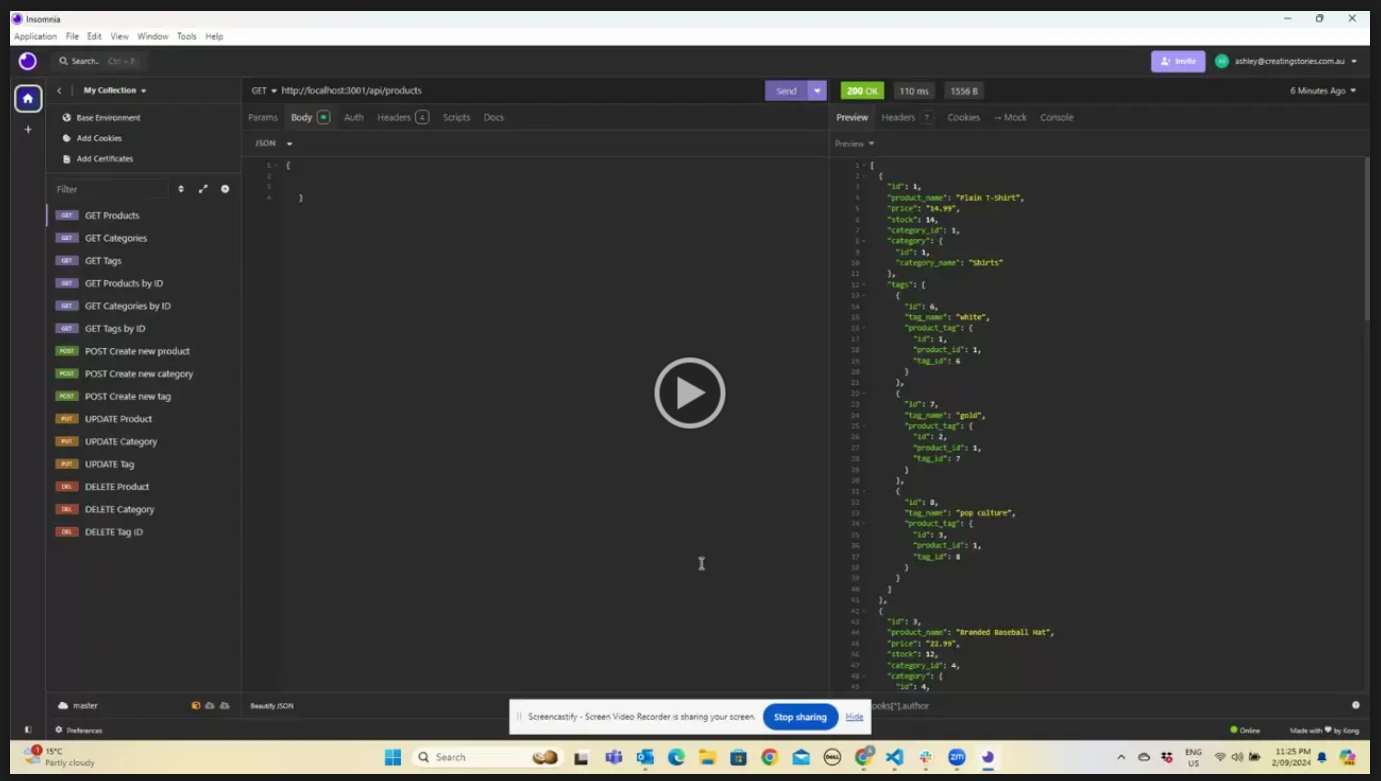 Insomnia
Application File Edit View Window Tools Help
Search.. Ctrl + P
Invite
ashley@creatingstories.com.au
My Collection
GET http://localhost:3001/api/products
Send
200 OK 110 ms 1556 B
6 Minutes Ago
Base Environment
Add Cookies
Add Certificates
Params Body Auth Headers 4 Scripts Docs
Preview Headers 7 Cookies → Mock Console
JSON
Preview
Filter
GET GET Products
GET GET Categories
GET GET Tags
GET GET Products by ID
GET GET Categories by ID
GET GET Tags by ID
POST POST Create new product
POST POST Create new category
POST POST Create new tag
PUT UPDATE Product
PUT UPDATE Category
PUT UPDATE Tag
DEL DELETE Product
DEL DELETE Category
DEL DELETE Tag ID
1 {
2
3
4 }
1 [
2 {
3 "id": 1,
4 "product_name": "Plain T-Shirt",
5 "price": "14.99",
6 "stock": 14,
7 "category_id": 1,
8 "category": {
9 "id": 1,
10 "category_name": "Shirts"
11 },
12 "tags": [
13 {
14 "id": 6,
15 "tag_name": "white",
16 "product_tag": {
17 "id": 1,
18 "product_id": 1,
19 "tag_id": 6
20 }
21 },
22 {
23 "id": 7,
24 "tag_name": "gold",
25 "product_tag": {
26 "id": 2,
27 "product_id": 1,
28 "tag_id": 7
29 }
30 },
31 {
32 "id": 8,
33 "tag_name": "pop culture",
34 "product_tag": {
35 "id": 3,
36 "product_id": 1,
37 "tag_id": 8
38 }
39 }
40 ]
41 },
42 {
43 "id": 3,
44 "product_name": "Branded Baseball Hat",
45 "price": "22.99",
46 "stock": 12,
47 "category_id": 4,
48 "category": {
49 "id": 4,
master
Beautify JSON
ooks[*].author
Screencastify - Screen Video Recorder is sharing your screen. Stop sharing Hide
Preferences
Online
Made with ♥ by Kong
1
15°C
Partly cloudy
Search
DELL
zm
ENG
US
11:25 PM
2/09/2024
PRE